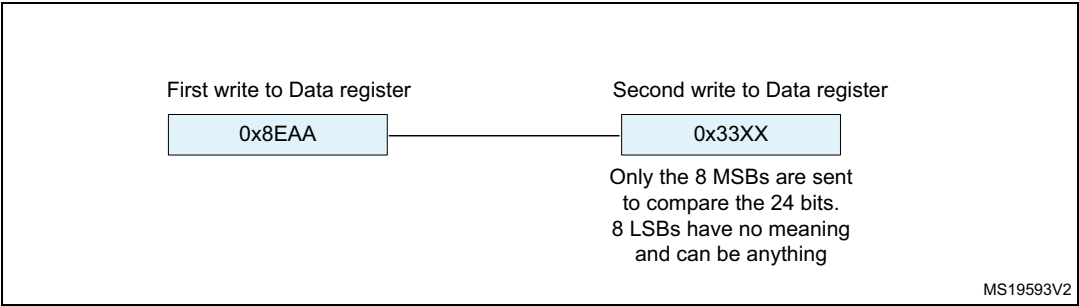 First write to Data register
Second write to Data register
0x8EAA
0x33XX
Only the 8 MSBs are sent
to compare the 24 bits.
8 LSBs have no meaning
and can be anything
MS19593V2